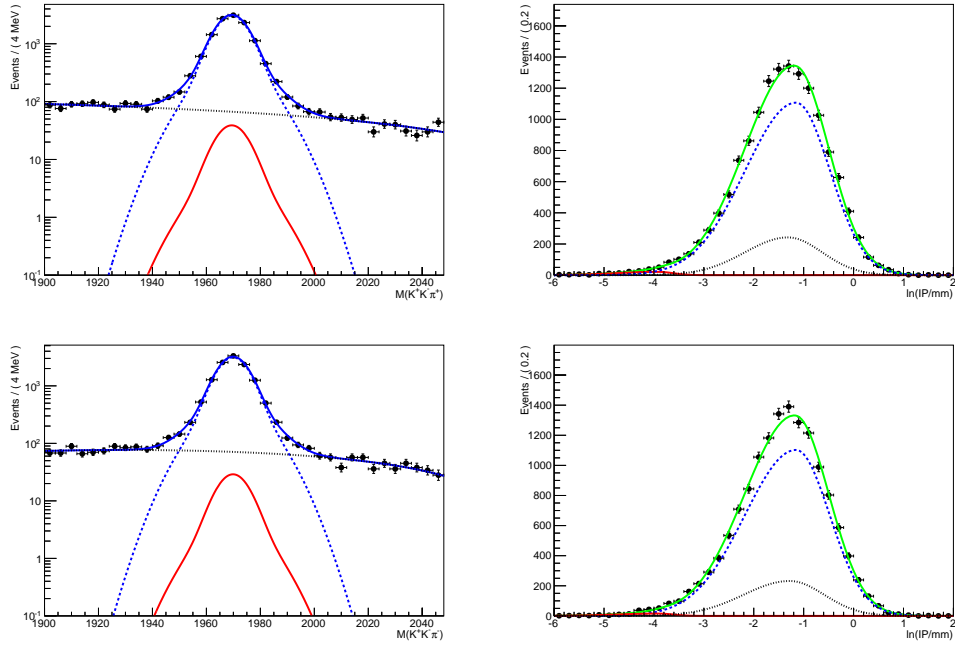 Events / ( 4 MeV )
10³
10²
10
1
10⁻¹
1900 1920 1940 1960 1980 2000 2020 2040
M(K⁺K⁻π⁺)
Events / ( 0.2 )
1600
1400
1200
1000
800
600
400
200
0
-6 -5 -4 -3 -2 -1 0 1 2
ln(IP/mm)
Events / ( 4 MeV )
10³
10²
10
1
10⁻¹
1900 1920 1940 1960 1980 2000 2020 2040
M(K⁺K⁻π⁻)
Events / ( 0.2 )
1600
1400
1200
1000
800
600
400
200
0
-6 -5 -4 -3 -2 -1 0 1 2
ln(IP/mm)